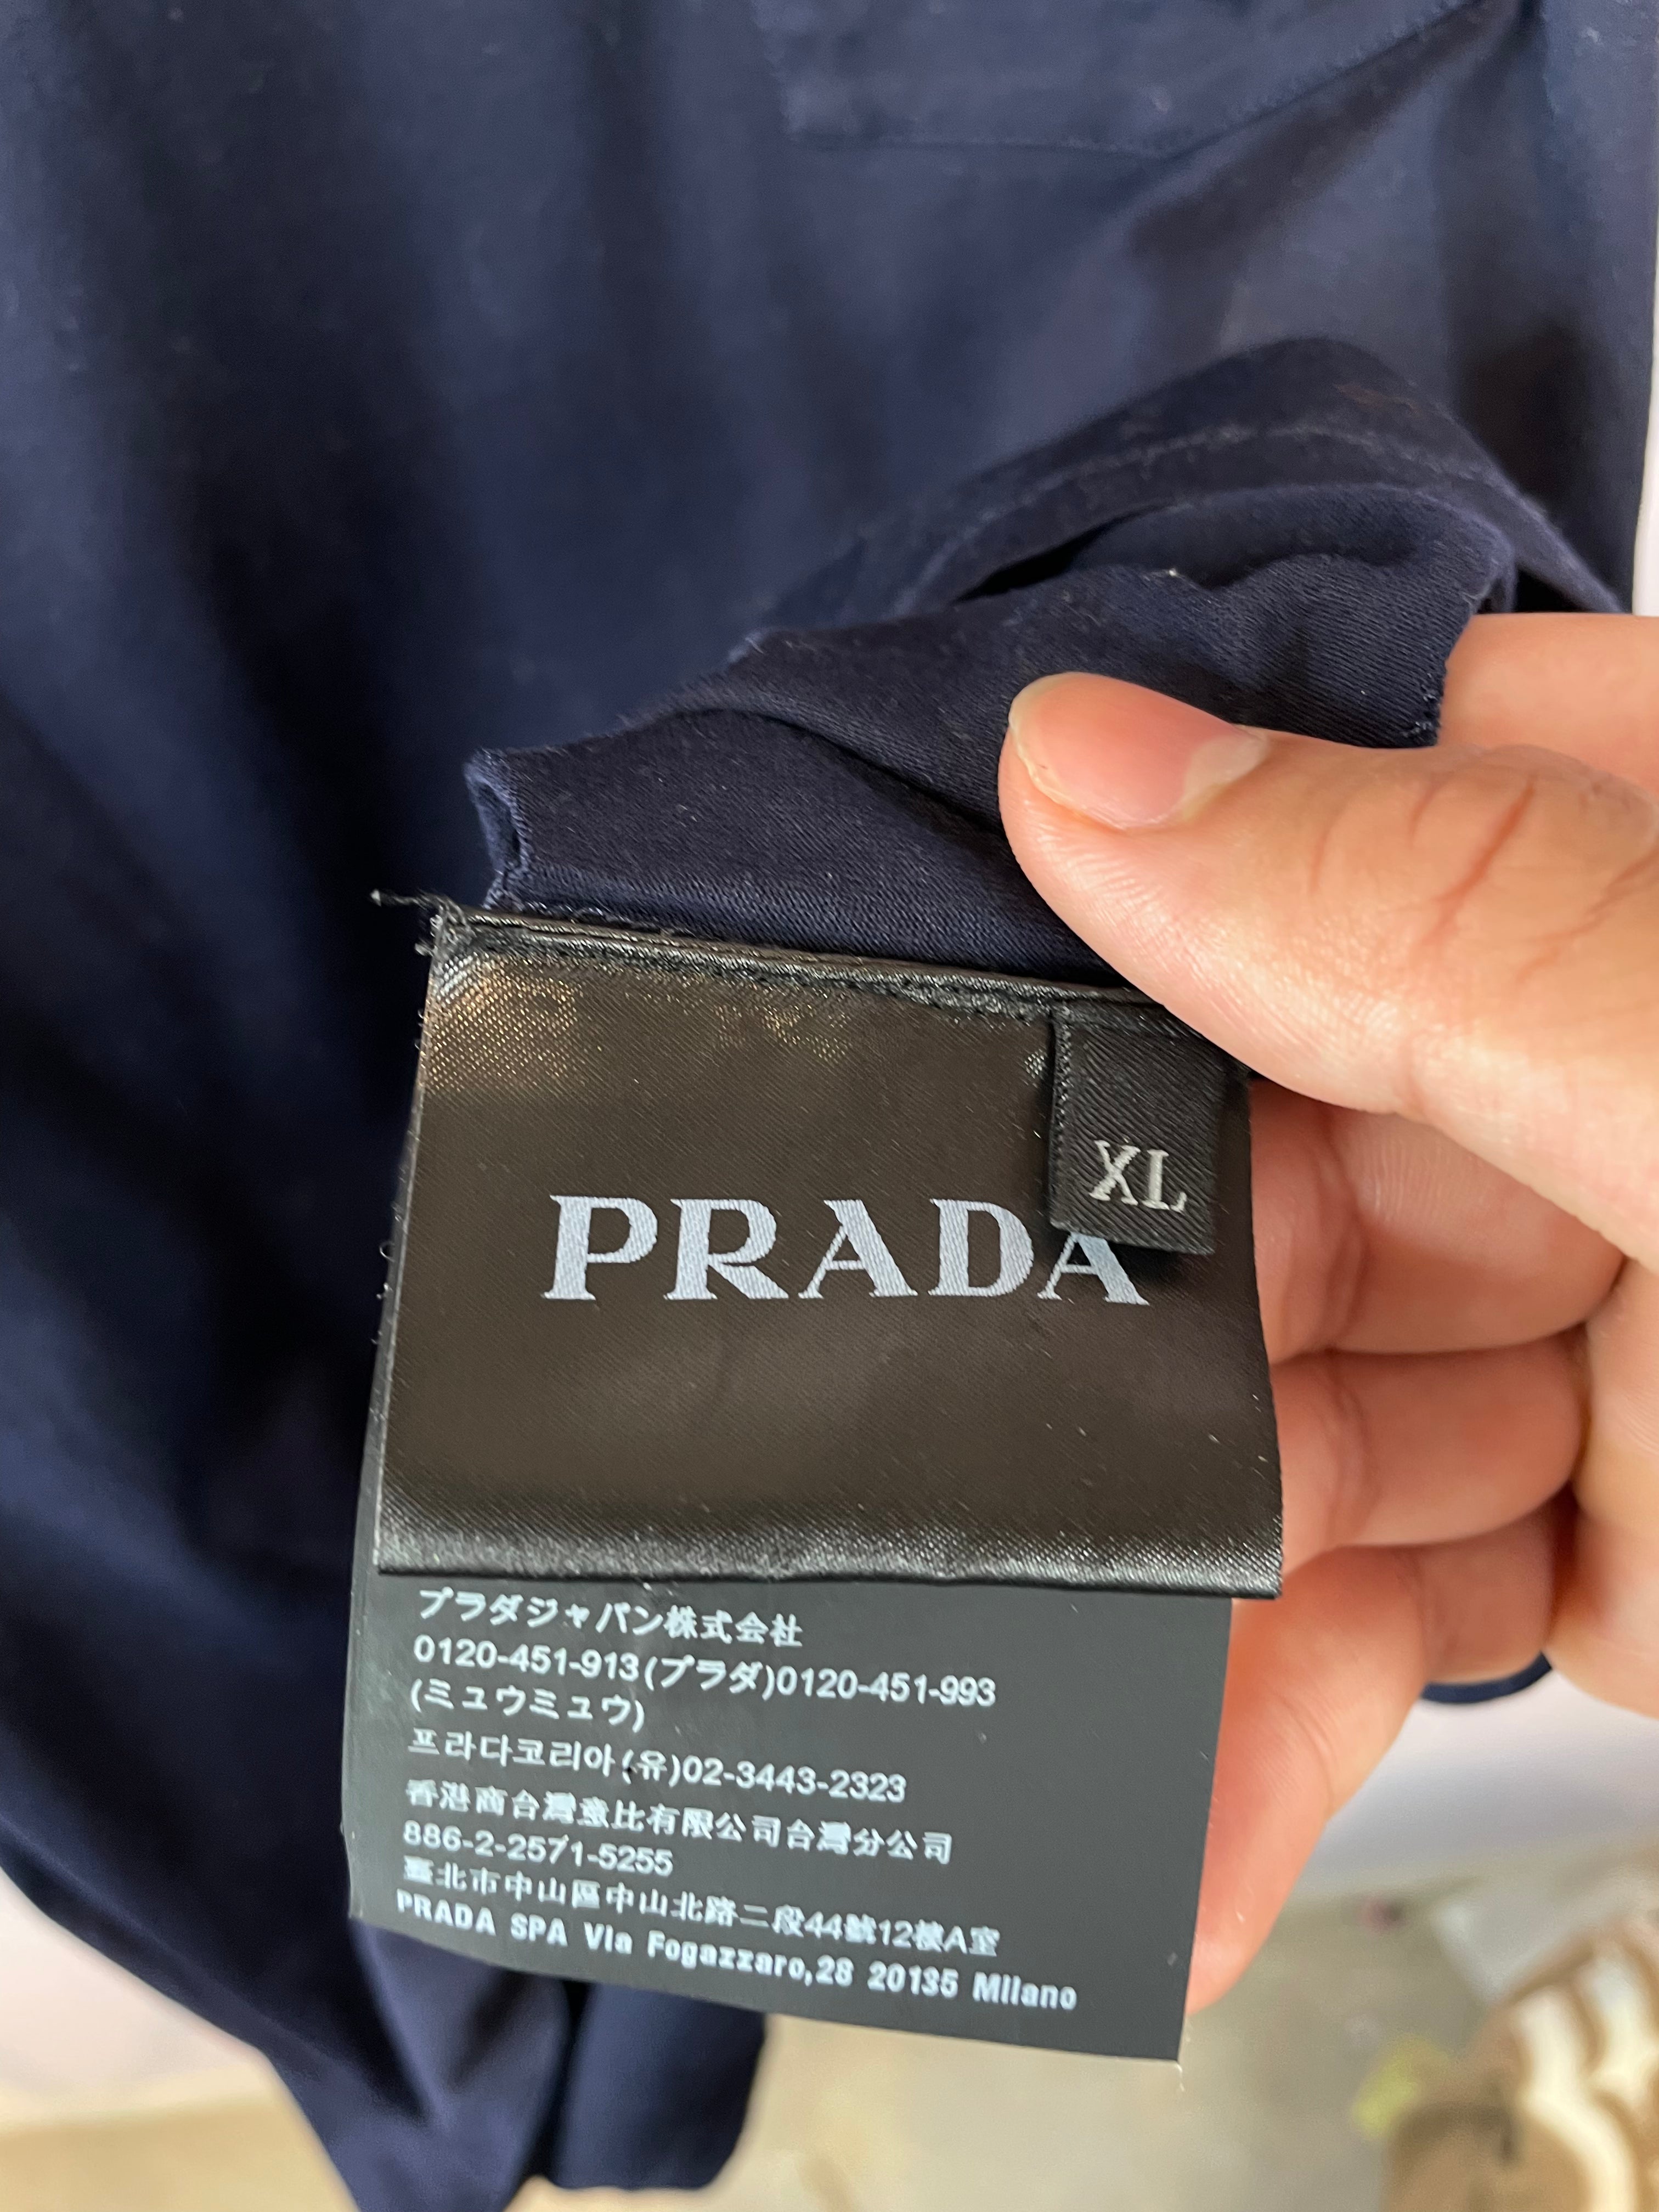 XL
PRADA
プラダジャパン株式会社
0120-451-913(プラダ)0120-451-993
(ミュウミュウ)
프라다코리아(유)02-3443-2323
香港商台灣意比有限公司台灣分公司
886-2-2571-5255
臺北市中山區中山北路二段44號12樓A室
PRADA SPA Via Fogazzaro,28 20135 Milano